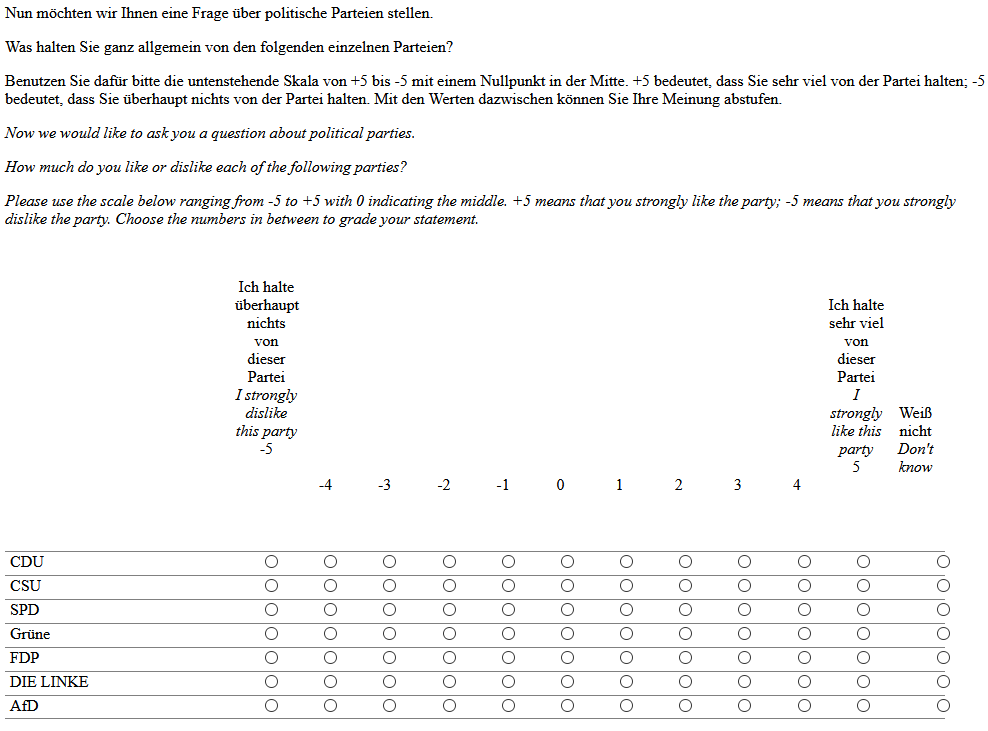 Nun möchten wir Ihnen eine Frage über politische Parteien stellen.
Was halten Sie ganz allgemein von den folgenden einzelnen Parteien?
Benutzen Sie dafür bitte die untenstehende Skala von +5 bis -5 mit einem Nullpunkt in der Mitte. +5 bedeutet, dass Sie sehr viel von der Partei halten; -5
bedeutet, dass Sie überhaupt nichts von der Partei halten. Mit den Werten dazwischen können Sie Ihre Meinung abstufen.
Now we would like to ask you a question about political parties.
How much do you like or dislike each of the following parties?
Please use the scale below ranging from -5 to +5 with 0 indicating the middle. +5 means that you strongly like the party; -5 means that you strongly
dislike the party. Choose the numbers in between to grade your statement.
Ich halte
überhaupt
nichts
von
dieser
Partei
I strongly
dislike
this party
-5
-4
-3
-2
-1
0
1
2
3
4
Ich halte
sehr viel
von
dieser
Partei
I
strongly
like this
party
5
Weiß
nicht
Don't
know
CDU
CSU
SPD
Grüne
FDP
DIE LINKE
AfD